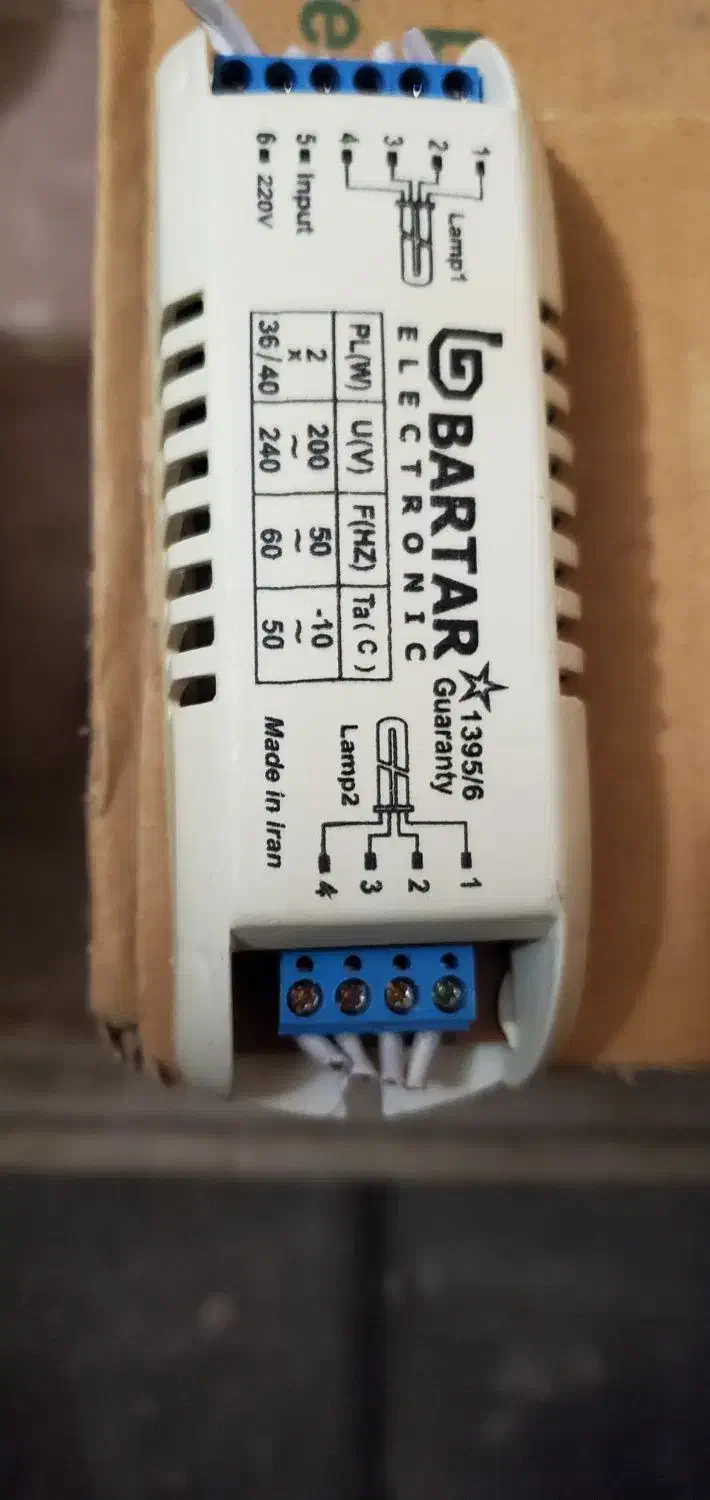 1
2
3
4
5 Input
6 220V
Lamp1
BARTAR
ELECTRONIC
PL(W) U(V) F(HZ) Ta(C)
2 x 36/40
200 ~ 240
50 ~ 60
-10 ~ 50
1395/6
Guaranty
Lamp2
1
2
3
4
Made in Iran